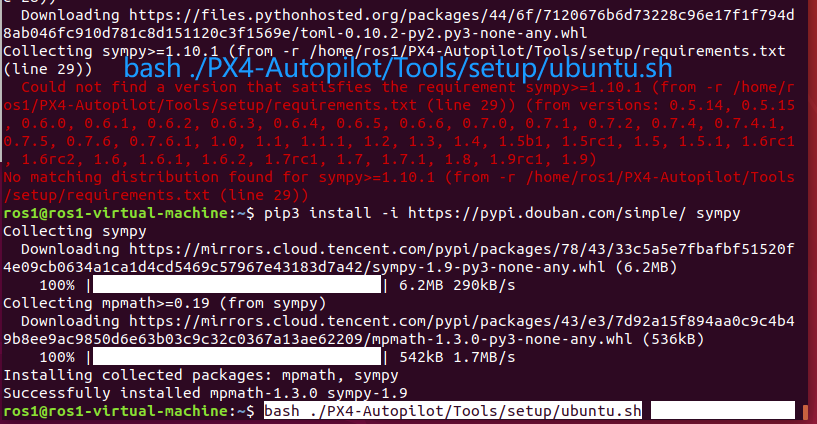 Downloading https://files.pythonhosted.org/packages/44/6f/7120676b6d73228c96e17f1f794d
8ab046fc910d781c8d151120c3f1569e/toml-0.10.2-py2.py3-none-any.whl
Collecting sympy>=1.10.1 (from -r /home/ros1/PX4-Autopilot/Tools/setup/requirements.txt
(line 29))
bash ./PX4-Autopilot/Tools/setup/ubuntu.sh
Could not find a version that satisfies the requirement sympy>=1.10.1 (from -r /home/r
os1/PX4-Autopilot/Tools/setup/requirements.txt (line 29)) (from versions: 0.5.14, 0.5.15
, 0.6.0, 0.6.1, 0.6.2, 0.6.3, 0.6.4, 0.6.5, 0.6.6, 0.7.0, 0.7.1, 0.7.2, 0.7.4, 0.7.4.1,
0.7.5, 0.7.6, 0.7.6.1, 1.0, 1.1, 1.1.1, 1.2, 1.3, 1.4, 1.5b1, 1.5rc1, 1.5, 1.5.1, 1.6rc1
, 1.6rc2, 1.6, 1.6.1, 1.6.2, 1.7rc1, 1.7, 1.7.1, 1.8, 1.9rc1, 1.9)
No matching distribution found for sympy>=1.10.1 (from -r /home/ros1/PX4-Autopilot/Tools
/setup/requirements.txt (line 29))
ros1@ros1-virtual-machine:~$ pip3 install -i https://pypi.douban.com/simple/ sympy
Collecting sympy
Downloading https://mirrors.cloud.tencent.com/pypi/packages/78/43/33c5a5e7fbafbf51520f
4e09cb0634a1ca1d4cd5469c57967e43183d7a42/sympy-1.9-py3-none-any.whl (6.2MB)
100% |                                | 6.2MB 290kB/s
Collecting mpmath>=0.19 (from sympy)
Downloading https://mirrors.cloud.tencent.com/pypi/packages/43/e3/7d92a15f894aa0c9c4b4
9b8ee9ac9850d6e63b03c9c32c0367a13ae62209/mpmath-1.3.0-py3-none-any.whl (536kB)
100% |                                | 542kB 1.7MB/s
Installing collected packages: mpmath, sympy
Successfully installed mpmath-1.3.0 sympy-1.9
ros1@ros1-virtual-machine:~$ bash ./PX4-Autopilot/Tools/setup/ubuntu.sh